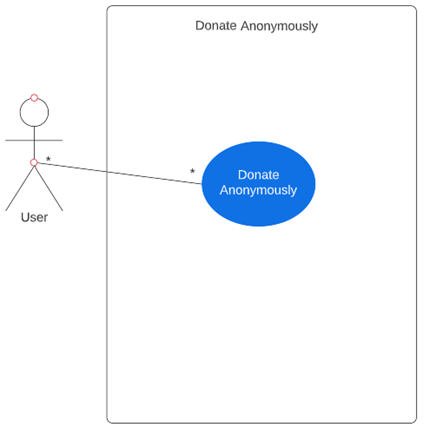 Donate Anonymously
*
*
Donate
Anonymously
User